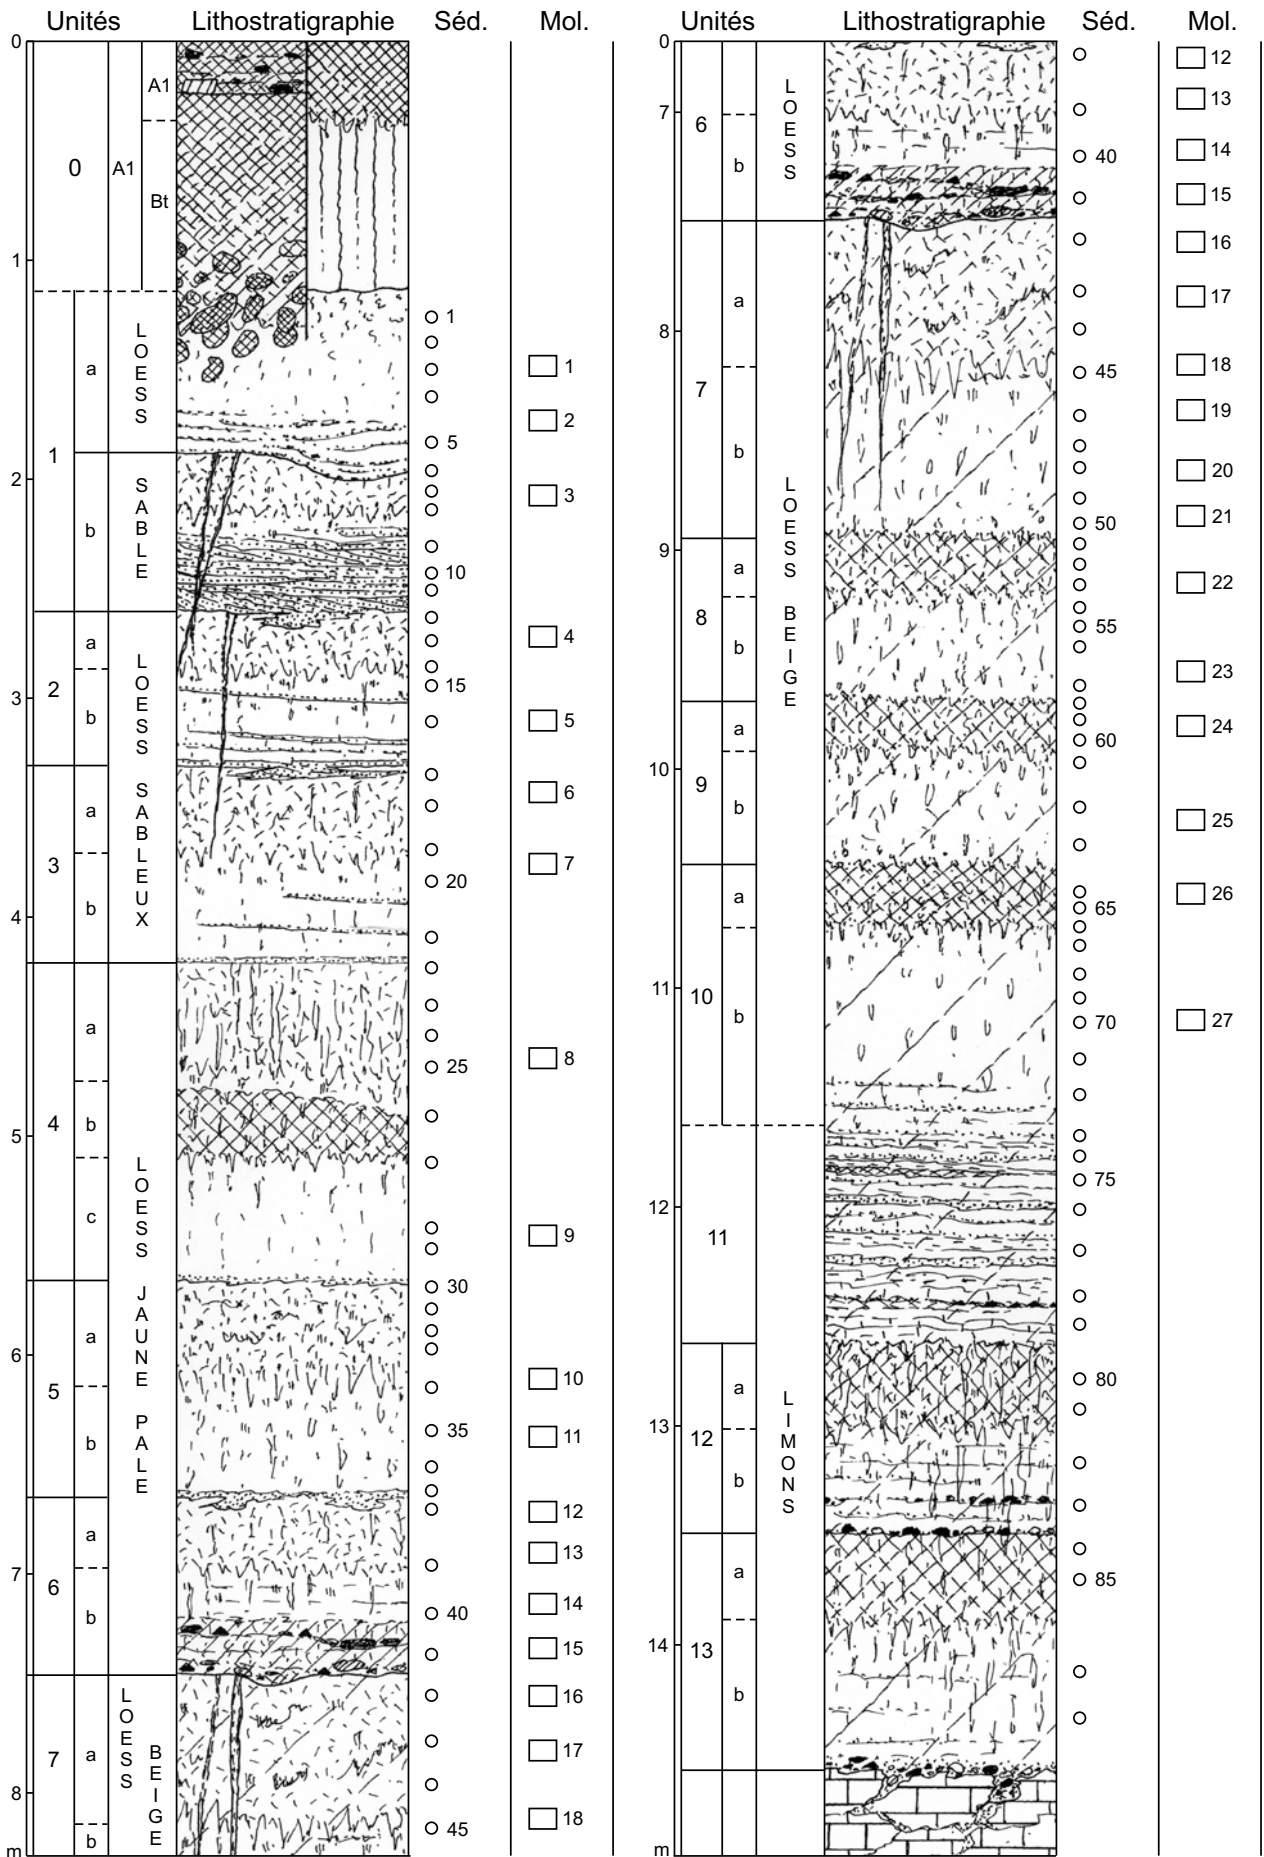 Unités Lithostratigraphie Séd. Mol.
0
A1
0 A1
Bt
1
LOESS
1
a
1
2
5
1
SABLE
2
3
b
10
a
4
LOESS SABLEUX
2
15
3
b
5
a
6
3
7
20
b
4
a
25
8
4
b
5
LOESS JAUNE PALE
c
9
30
a
6
5
10
35
b
11
12
a
13
7
6
14
b
40
15
LOESS BEIGE
16
7
a
17
8
18
45
b
m
Unités Lithostratigraphie Séd. Mol.
0
12
LOESS
13
7
6
14
b
40
15
16
a
17
8
18
45
7
19
LOESS BEIGE
b
20
21
50
9
a
22
8
55
b
23
24
a
60
10
9
25
b
a
26
65
11
10
b
70
27
75
12
11
a
80
LIMONS
13
12
b
a
85
14
13
b
m